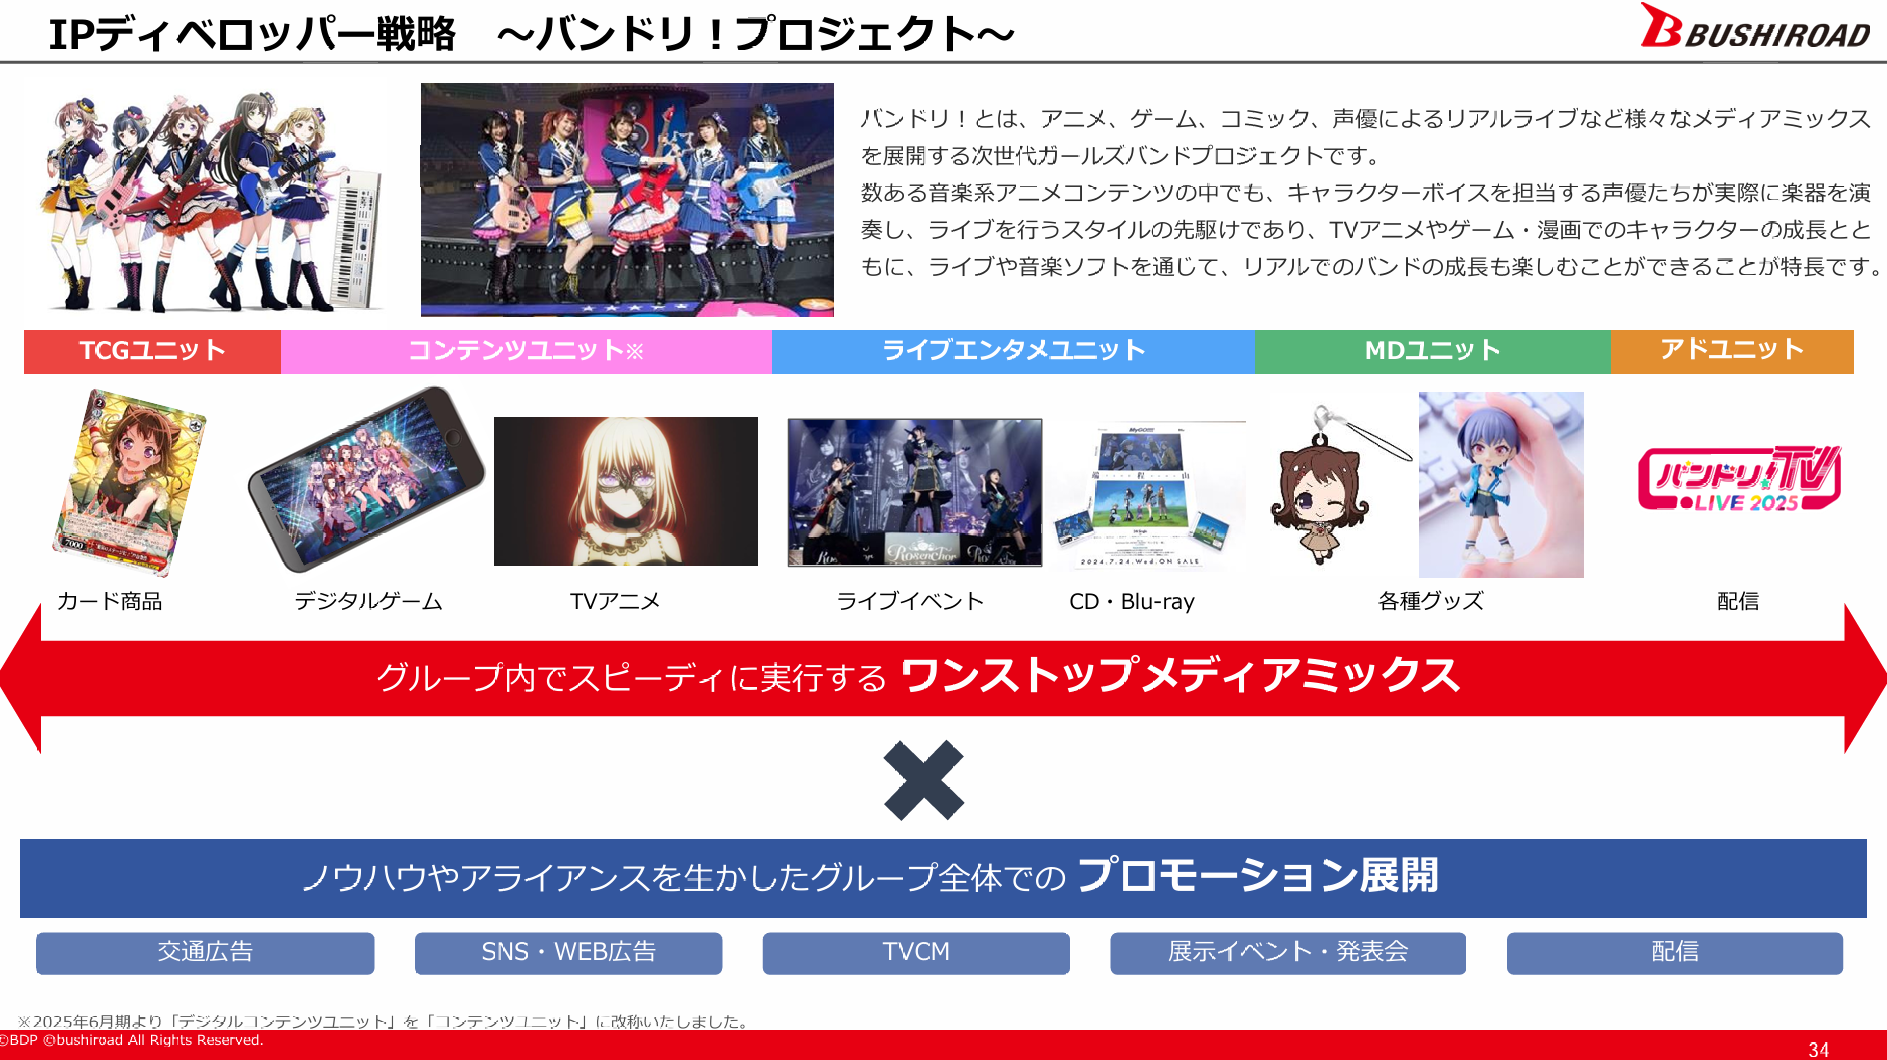 IPディベロッパー戦略　～バンドリ！プロジェクト～
BUSHIROAD
バンドリ！とは、アニメ、ゲーム、コミック、声優によるリアルライブなど様々なメディアミックス
を展開する次世代ガールズバンドプロジェクトです。
数ある音楽系アニメコンテンツの中でも、キャラクターボイスを担当する声優たちが実際に楽器を演
奏し、ライブを行うスタイルの先駆けであり、TVアニメやゲーム・漫画でのキャラクターの成長とと
もに、ライブや音楽ソフトを通じて、リアルでのバンドの成長も楽しむことができることが特長です。
TCGユニット
コンテンツユニット※
ライブエンタメユニット
MDユニット
アドユニット
7000
RosenChor
MyGO
2024.7.24.Wed.ON SALE
バンドリ！TV
LIVE 2025
カード商品
デジタルゲーム
TVアニメ
ライブイベント
CD・Blu-ray
各種グッズ
配信
グループ内でスピーディに実行する ワンストップメディアミックス
ノウハウやアライアンスを生かしたグループ全体での プロモーション展開
交通広告
SNS・WEB広告
TVCM
展示イベント・発表会
配信
※2025年6月期より「デジタルコンテンツユニット」を「コンテンツユニット」に改称いたしました。
©BDP ©bushiroad All Rights Reserved.
34